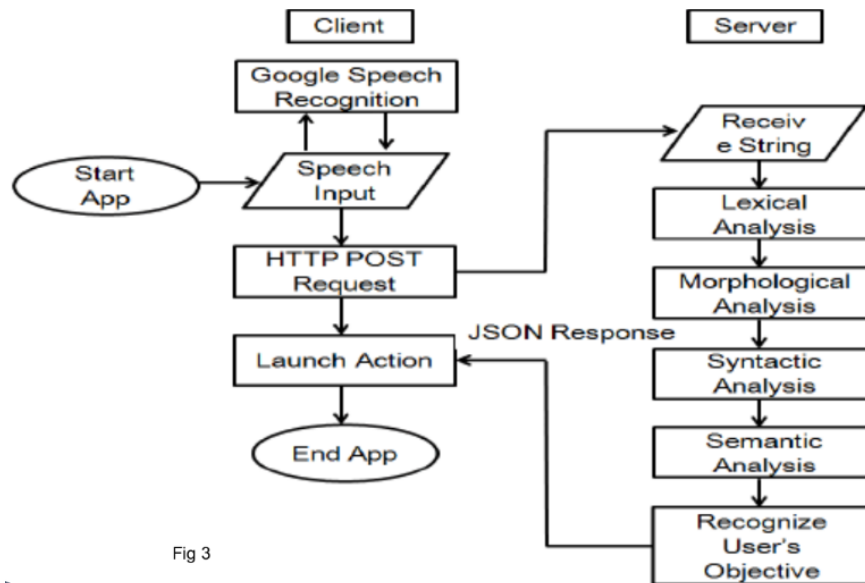 Client
Server
Google Speech
Recognition
Start
App
Speech
Input
HTTP POST
Request
Launch Action
End App
JSON Response
Receiv
e String
Lexical
Analysis
Morphological
Analysis
Syntactic
Analysis
Semantic
Analysis
Recognize
User's
Objective
Fig 3